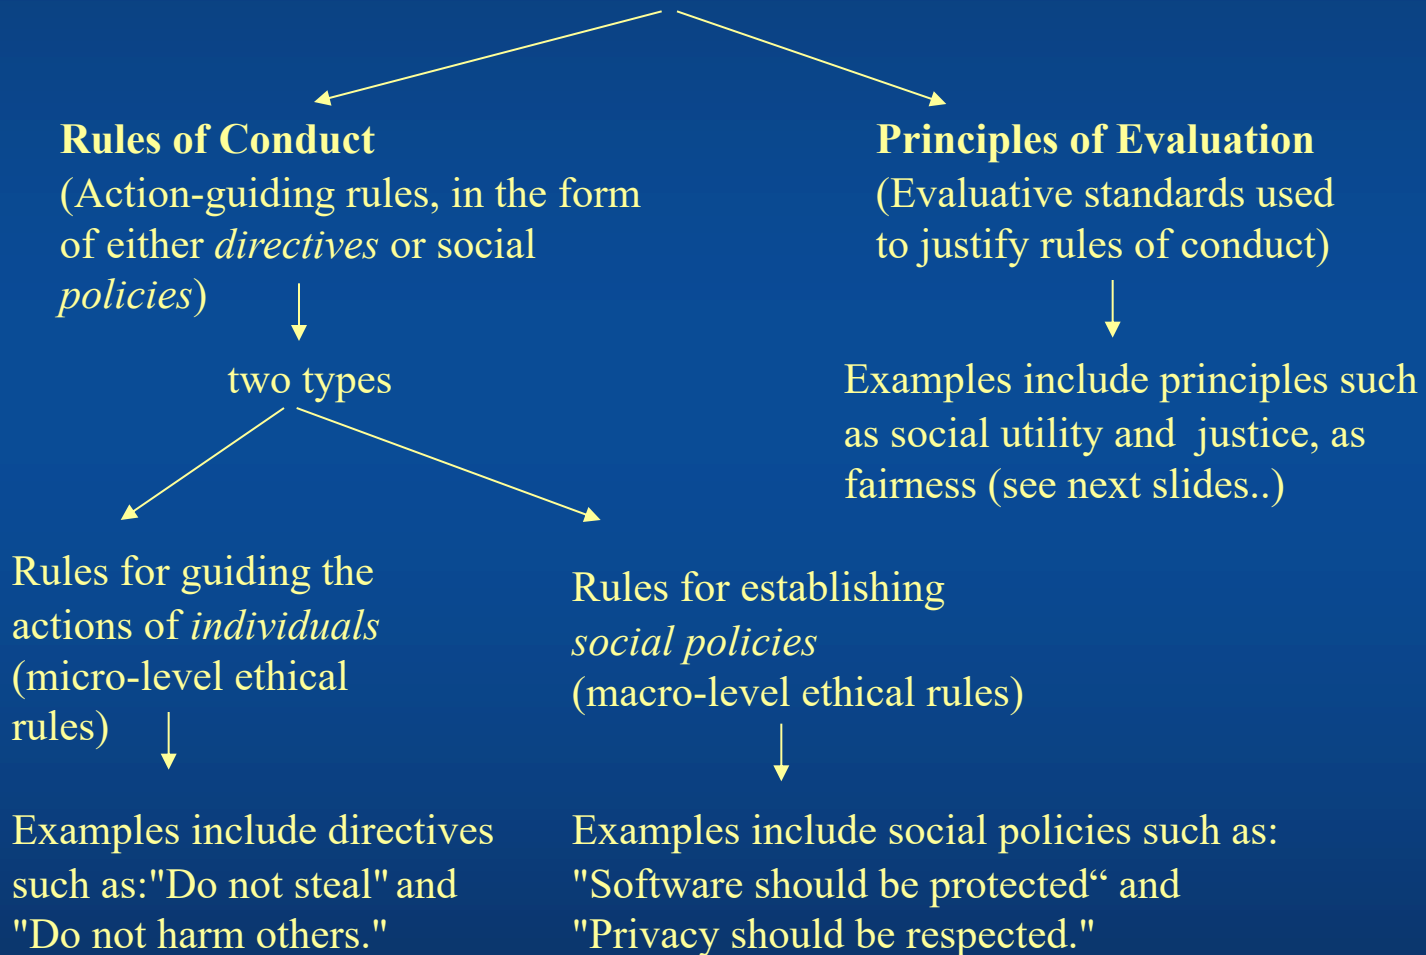 Rules of Conduct
(Action-guiding rules, in the form
of either directives or social
policies)
two types
Rules for guiding the
actions of individuals
(micro-level ethical
rules)
Examples include directives
such as:"Do not steal" and
"Do not harm others."
Rules for establishing
social policies
(macro-level ethical rules)
Examples include social policies such as:
"Software should be protected“ and
"Privacy should be respected."
Principles of Evaluation
(Evaluative standards used
to justify rules of conduct)
Examples include principles such
as social utility and justice, as
fairness (see next slides..)